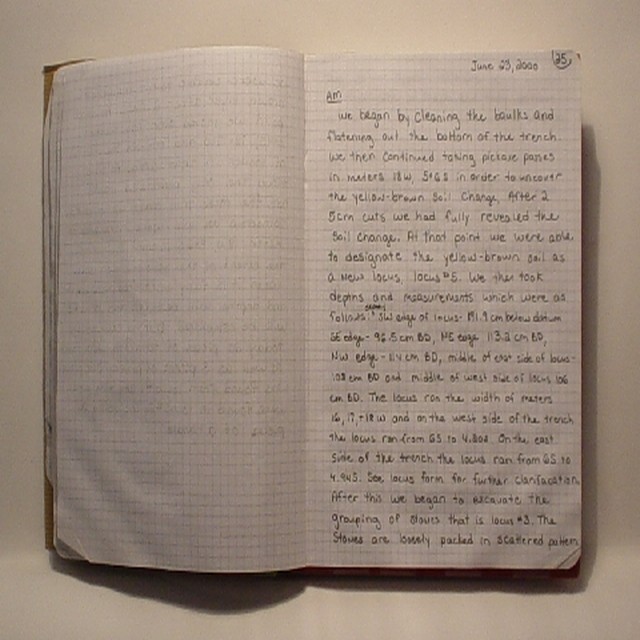 June 23, 2000 25
AM
We began by cleaning the baulks and
flatening out the bottom of the trench.
We then continued taking pickaxe passes
in meters 18W, 5+6S in order to uncover
the yellow-brown soil change. After 2
5cm cuts we had fully revealed the
soil change. At that point we were able
to designate the yellow-brown soil as
a new locus, locus #5. We then took
depths and measurements which were as
follows: SW edge of locus- 191.9 cm below datum
SE edge- 96.5 cm BD, NE edge 113.2 cm BD,
NW edge- 114 cm BD, middle of east side of locus-
108 cm BD and middle of west side of locus 106
cm BD. The locus ran the width of meters
16, 17, +18W and on the west side of the trench
the locus ran from 6S to 4.80S. On the east
side of the trench the locus ran from 6S to
4.94S. See locus form for further clarifacation.
After this we began to excavate the
grouping of stones that is locus #3. The
stones are losely packed in scattered pattern